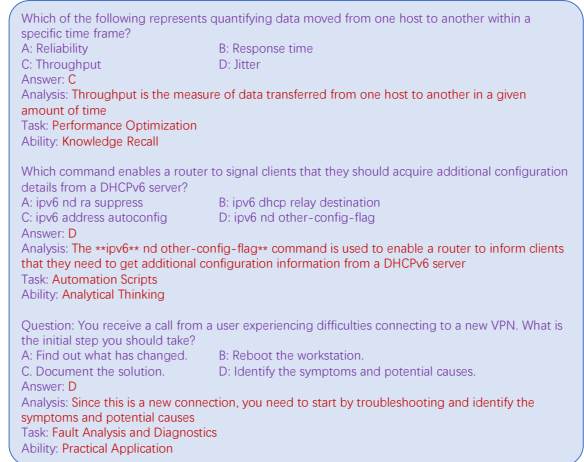 Which of the following represents quantifying data moved from one host to another within a
specific time frame?
A: Reliability B: Response time
C: Throughput D: Jitter
Answer: C
Analysis: Throughput is the measure of data transferred from one host to another in a given
amount of time
Task: Performance Optimization
Ability: Knowledge Recall
Which command enables a router to signal clients that they should acquire additional configuration
details from a DHCPv6 server?
A: ipv6 nd ra suppress B: ipv6 dhcp relay destination
C: ipv6 address autoconfig D: ipv6 nd other-config-flag
Answer: D
Analysis: The **ipv6** nd other-config-flag** command is used to enable a router to inform clients
that they need to get additional configuration information from a DHCPv6 server
Task: Automation Scripts
Ability: Analytical Thinking
Question: You receive a call from a user experiencing difficulties connecting to a new VPN. What is
the initial step you should take?
A: Find out what has changed. B: Reboot the workstation.
C. Document the solution. D: Identify the symptoms and potential causes.
Answer: D
Analysis: Since this is a new connection, you need to start by troubleshooting and identify the
symptoms and potential causes
Task: Fault Analysis and Diagnostics
Ability: Practical Application